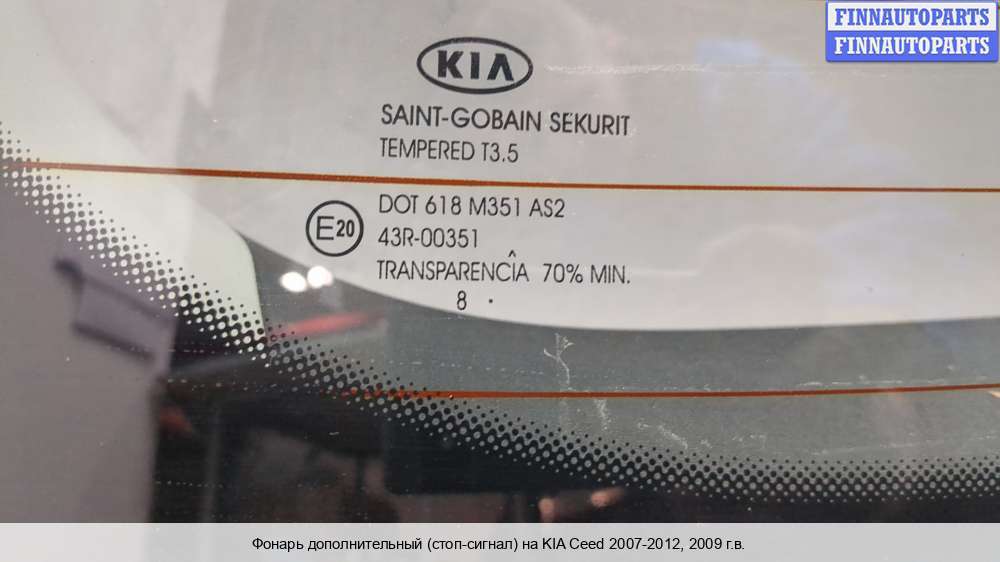 FINNAUTOPARTS
FINNAUTOPARTS
KIA
SAINT-GOBAIN SEKURIT
TEMPERED T3.5
DOT 618 M351 AS2
E20
43R-00351
TRANSPARENCÎA 70% MIN.
8 .
Фонарь дополнительный (стоп-сигнал) на KIA Ceed 2007-2012, 2009 г.в.